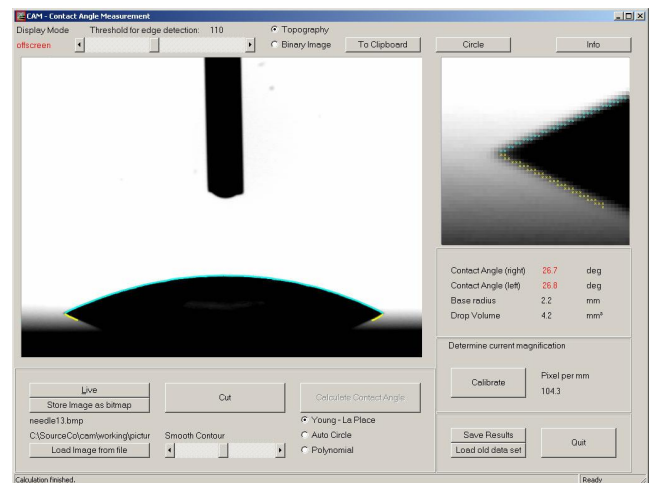 CAM - Contact Angle Measurement
Display Mode Threshold for edge detection: 110 Topography
offscreen Binary Image To Clipboard Circle Info
Contact Angle (right) 26.7 deg
Contact Angle (left) 26.8 deg
Base radius 2.2 mm
Drop Volume 4.2 mm³
Determine current magnification
Calibrate Pixel per mm
104.3
Live
Store Image as bitmap
Cut
Calculate Contact Angle
needle13.bmp
C:\SourceCo\cam\working\pictur
Load Image from file
Smooth Contour
Young - La Place
Auto Circle
Polynomial
Save Results
Load old data set
Quit
Calculation finished. Ready